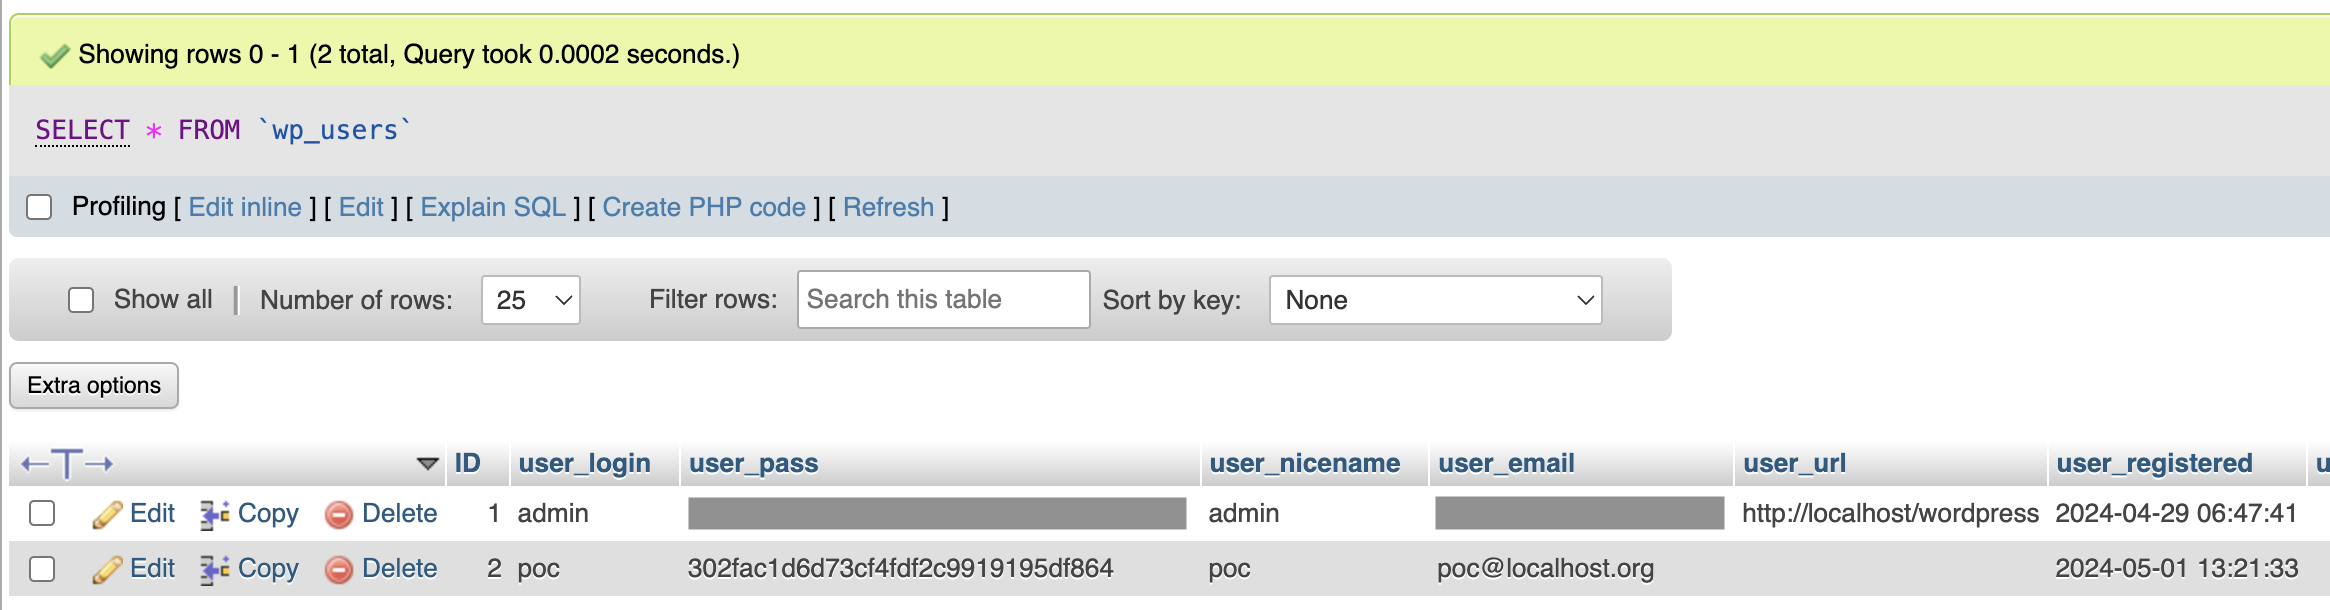 Showing rows 0 - 1 (2 total, Query took 0.0002 seconds.)
SELECT * FROM `wp_users`
Profiling [ Edit inline ] [ Edit ] [ Explain SQL ] [ Create PHP code ] [ Refresh ]
Show all | Number of rows: 25 Filter rows: Search this table Sort by key: None
Extra options
ID user_login user_pass user_nicename user_email user_url user_registered
Edit Copy Delete 1 admin admin http://localhost/wordpress 2024-04-29 06:47:41
Edit Copy Delete 2 poc 302fac1d6d73cf4fdf2c9919195df864 poc poc@localhost.org 2024-05-01 13:21:33